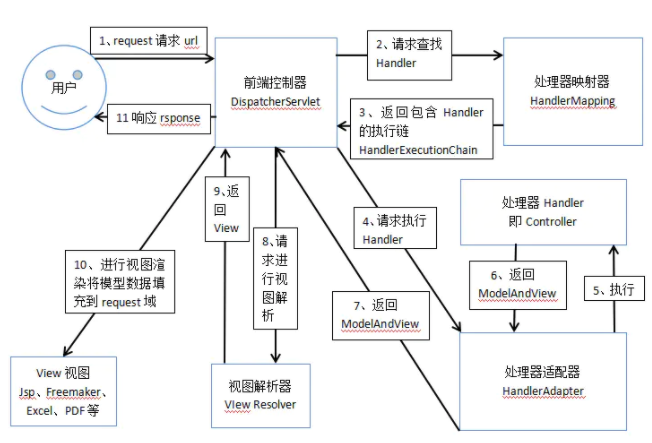 1、request 请求 url
2、请求查找
Handler
用户
前端控制器
DispatcherServlet
处理器映射器
HandlerMapping
11 响应 rsponse
3、返回包含 Handler
的执行链
HandlerExecutionChain
9、返
回
View
8、请
求进
行视
图解
析
4、请求执行
Handler
处理器 Handler
即 Controller
10、进行视图渲
染将模型数据填
充到 request 域
7、返回
ModelAndView
6、返回
ModelAndView
5、执行
View 视图
Jsp、Freemaker、
Excel、PDF 等
视图解析器
VIew Resolver
处理器适配器
HandlerAdapter